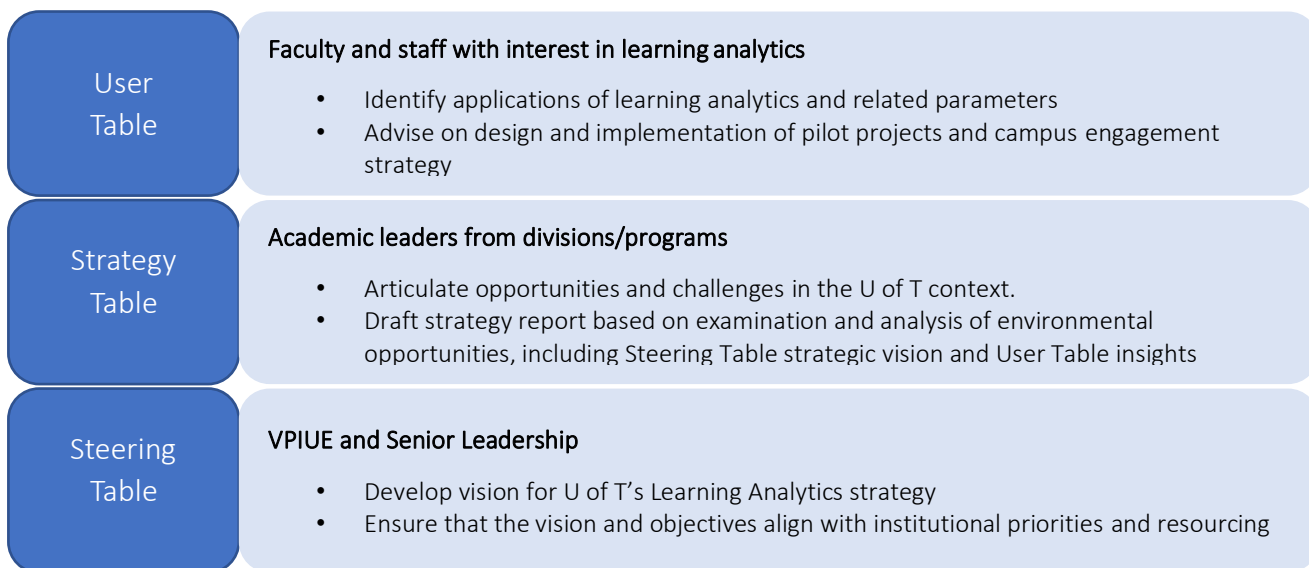 User
Table
Faculty and staff with interest in learning analytics
• Identify applications of learning analytics and related parameters
• Advise on design and implementation of pilot projects and campus engagement
strategy
Strategy
Table
Academic leaders from divisions/programs
• Articulate opportunities and challenges in the U of T context.
• Draft strategy report based on examination and analysis of environmental
opportunities, including Steering Table strategic vision and User Table insights
Steering
Table
VPIUE and Senior Leadership
• Develop vision for U of T’s Learning Analytics strategy
• Ensure that the vision and objectives align with institutional priorities and resourcing